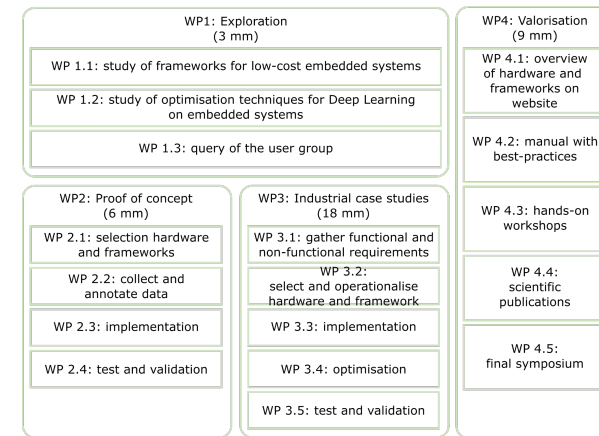 WP1: Exploration
(3 mm)
WP 1.1: study of frameworks for low-cost embedded systems
WP 1.2: study of optimisation techniques for Deep Learning
on embedded systems
WP 1.3: query of the user group
WP2: Proof of concept
(6 mm)
WP 2.1: selection hardware
and frameworks
WP 2.2: collect and
annotate data
WP 2.3: implementation
WP 2.4: test and validation
WP3: Industrial case studies
(18 mm)
WP 3.1: gather functional and
non-functional requirements
WP 3.2:
select and operationalise
hardware and framework
WP 3.3: implementation
WP 3.4: optimisation
WP 3.5: test and validation
WP4: Valorisation
(9 mm)
WP 4.1: overview
of hardware and
frameworks on
website
WP 4.2: manual with
best-practices
WP 4.3: hands-on
workshops
WP 4.4:
scientific
publications
WP 4.5:
final symposium